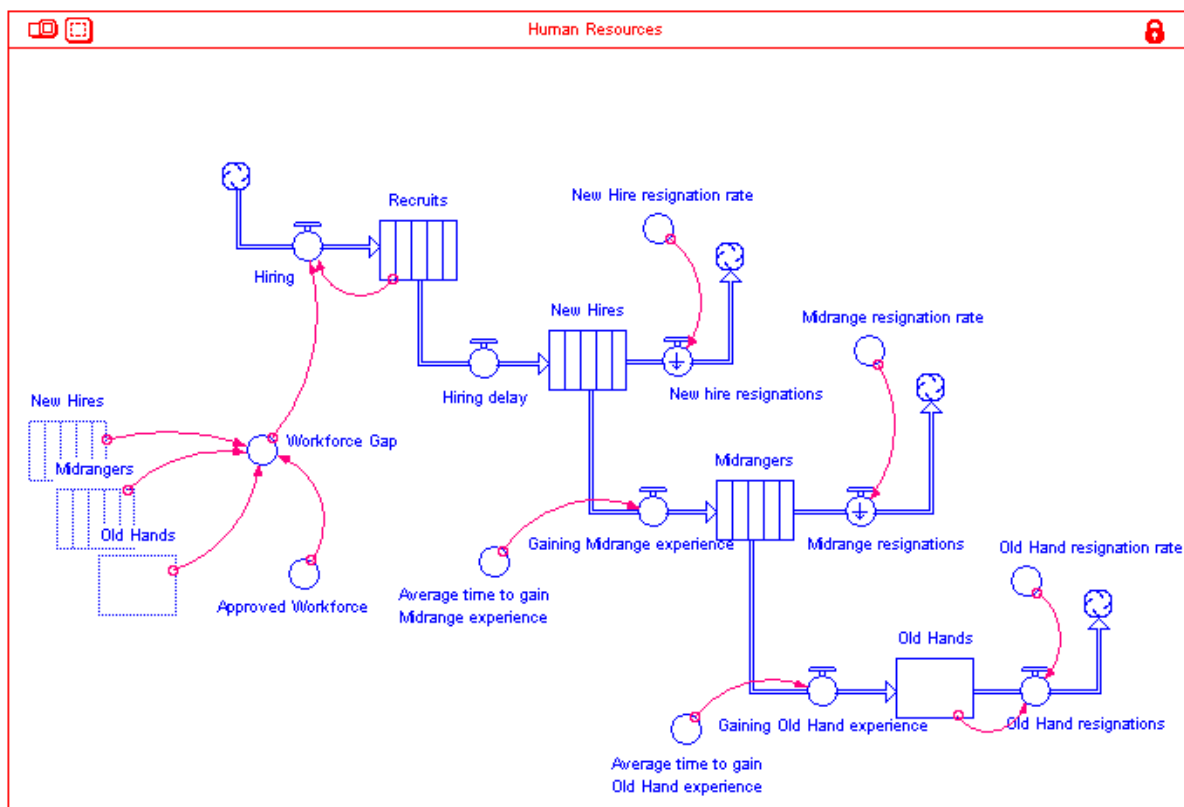 Human Resources
Recruits
New Hire resignation rate
Hiring
New Hires
Midrange resignation rate
Hiring delay
New hire resignations
New Hires
Workforce Gap
Midrangers
Midrangers
Old Hands
Gaining Midrange experience
Midrange resignations
Old Hand resignation rate
Average time to gain
Midrange experience
Approved Workforce
Old Hands
Gaining Old Hand experience
Old Hand resignations
Average time to gain
Old Hand experience